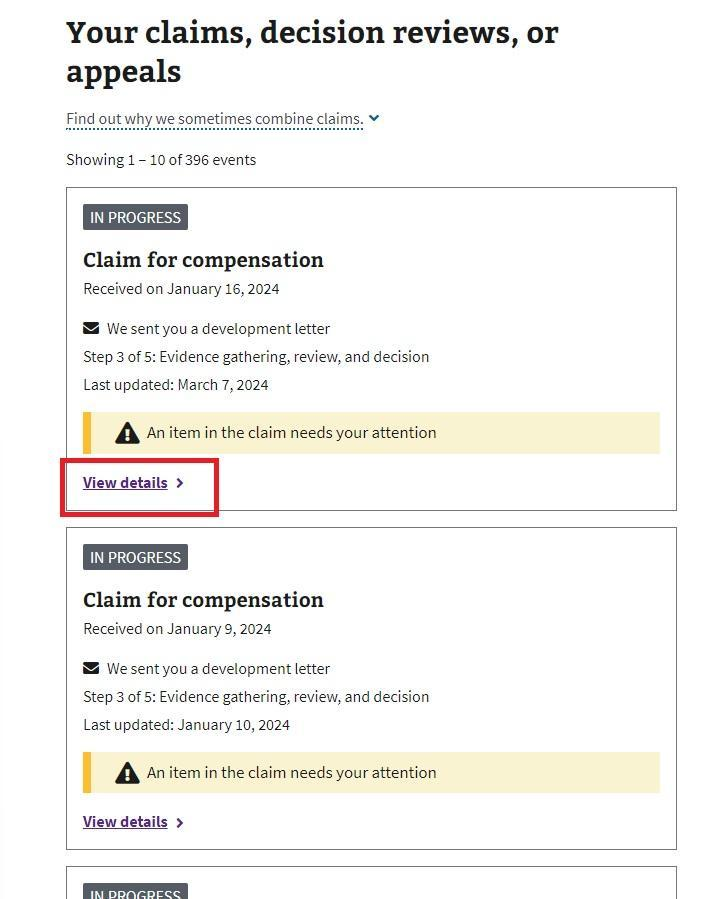 Your claims, decision reviews, or
appeals
Find out why we sometimes combine claims.
Showing 1 – 10 of 396 events
IN PROGRESS
Claim for compensation
Received on January 16, 2024
We sent you a development letter
Step 3 of 5: Evidence gathering, review, and decision
Last updated: March 7, 2024
An item in the claim needs your attention
View details
IN PROGRESS
Claim for compensation
Received on January 9, 2024
We sent you a development letter
Step 3 of 5: Evidence gathering, review, and decision
Last updated: January 10, 2024
An item in the claim needs your attention
View details
IN PROGRESS